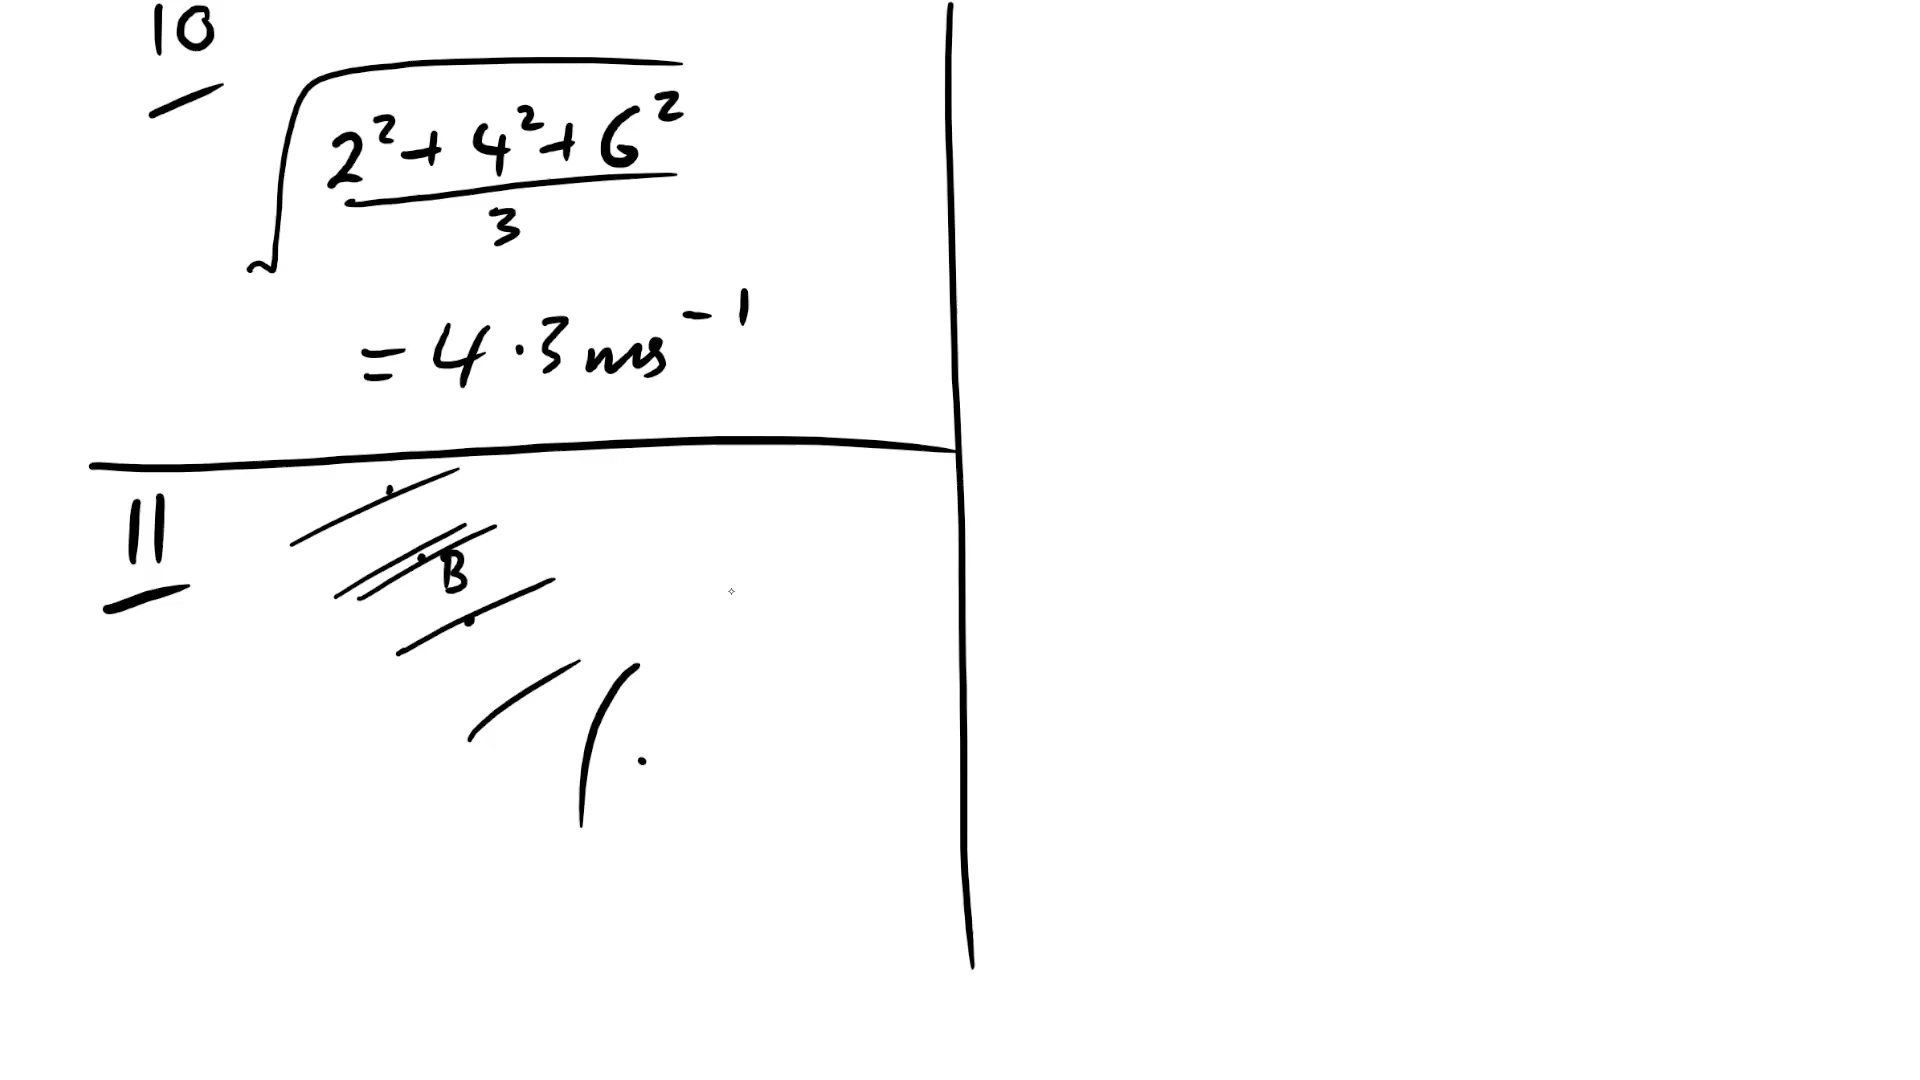 10
√((2² + 4² + 6²)/3)
= 4·3 ms⁻¹
11
B